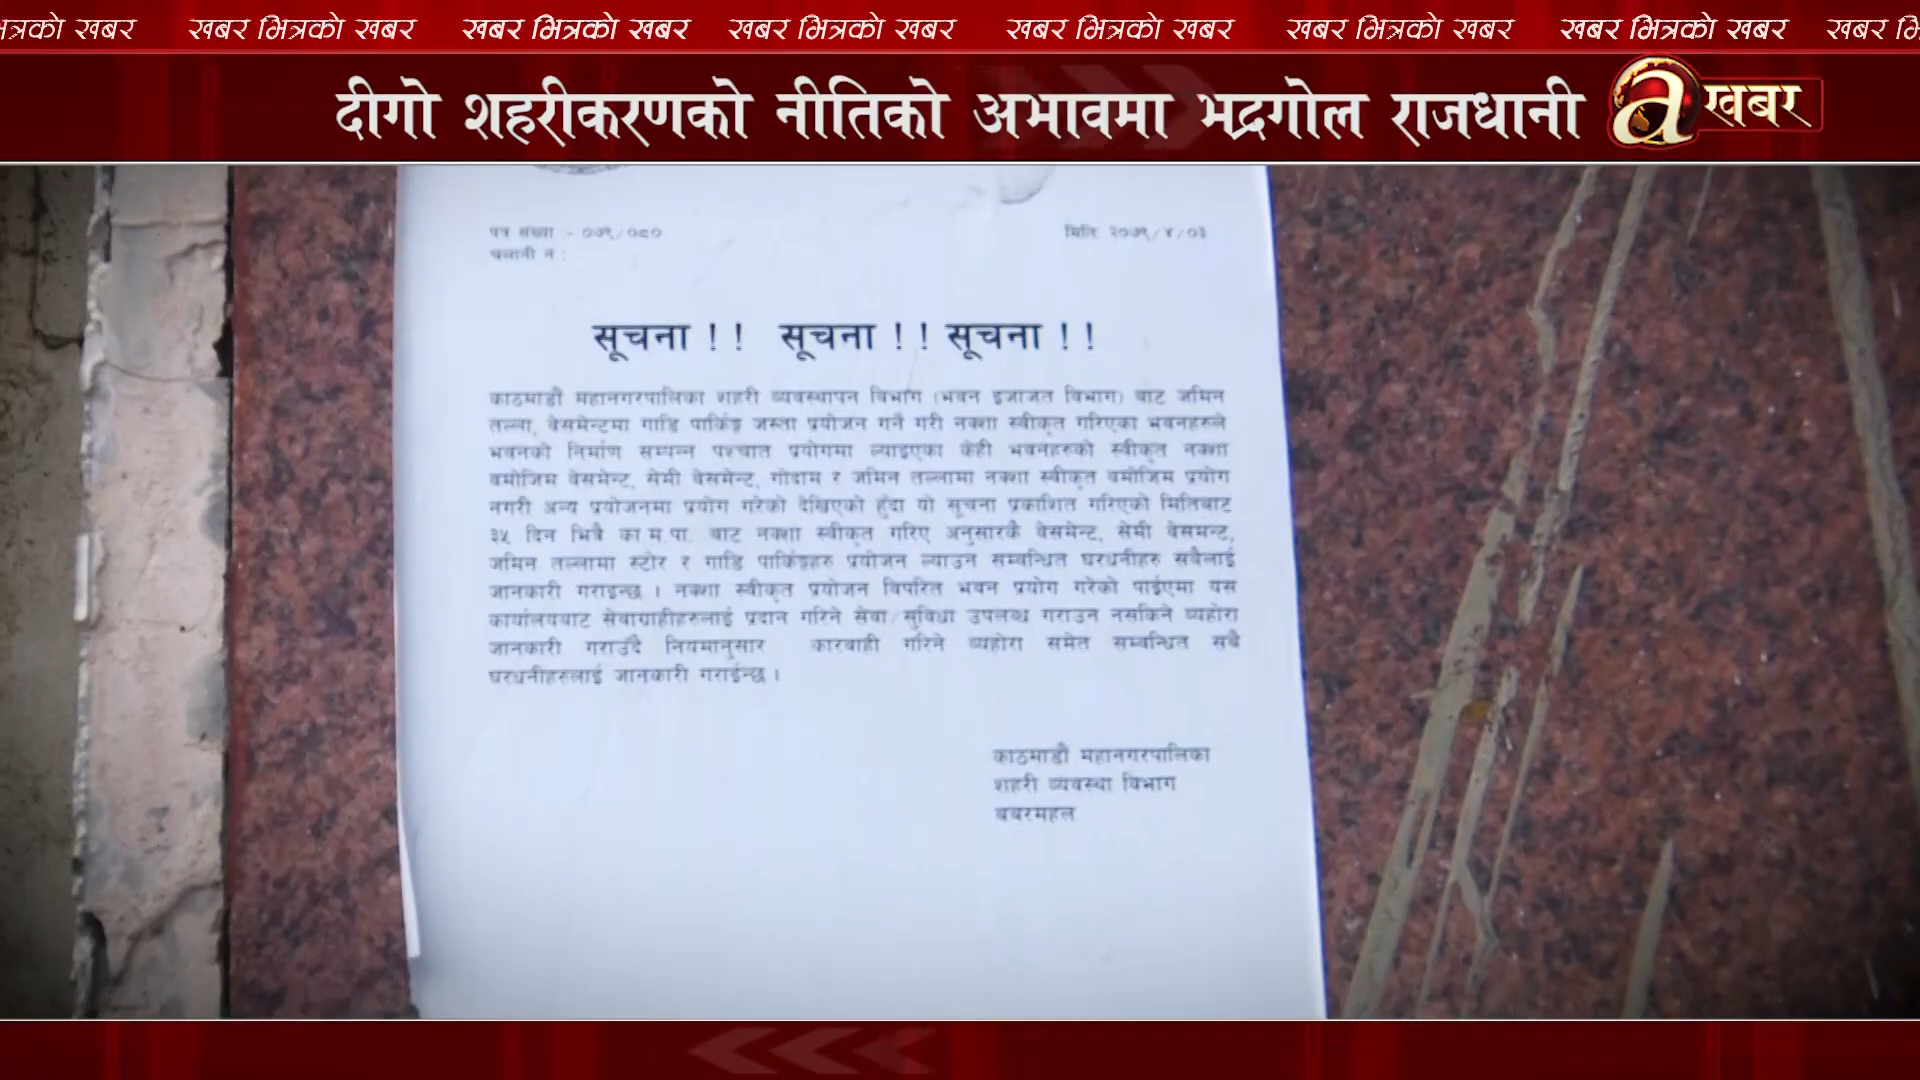 खबर भित्रको खबर खबर भित्रको खबर खबर भित्रको खबर खबर भित्रको खबर खबर भित्रको खबर खबर भित्रको खबर
दीगो शहरीकरणको नीतिको अभावमा भद्रगोल राजधानी
a खबर
पत्र संख्या :- ०७९/०८० मिति २०७९/४/०३
चलानी न :
सूचना !! सूचना !! सूचना !!
काठमाडौं महानगरपालिका शहरी व्यवस्थापन विभाग (भवन इजाजत विभाग) बाट जमिन
तल्ला, वेसमेन्टमा गाडि पार्किङ्ग जस्ता प्रयोजन गर्ने गरी नक्शा स्वीकृत गरिएका भवनहरुले
भवनको निर्माण सम्पन्न पश्चात प्रयोगमा ल्याइएका केही भवनहरुको स्वीकृत नक्शा
बमोजिम वेसमेन्ट, सेमी वेसमेन्ट, गोदाम र जमिन तल्लामा नक्शा स्वीकृत बमोजिम प्रयोग
नगरी अन्य प्रयोजनमा प्रयोग गरेको देखिएको हुँदा यो सूचना प्रकाशित गरिएको मितिबाट
३५ दिन भित्रै का.म.पा. बाट नक्शा स्वीकृत गरिए अनुसारकै वेसमेन्ट, सेमी वेसमन्ट,
जमिन तल्लामा स्टोर र गाडि पार्किङ्गहरु प्रयोजन ल्याउन सम्बन्धित घरधनीहरु सबैलाई
जानकारी गराइन्छ । नक्शा स्वीकृत प्रयोजन विपरित भवन प्रयोग गरेको पाईएमा यस
कार्यालयबाट सेवाग्राहीहरुलाई प्रदान गरिने सेवा/सुविधा उपलब्ध गराउन नसकिने व्यहोरा
जानकारी गराउँदै नियमानुसार कारवाही गरिने व्यहोरा समेत सम्बन्धित सबै
घरधनीहरुलाई जानकारी गराईन्छ ।
काठमाडौं महानगरपालिका
शहरी व्यवस्था विभाग
बबरमहल